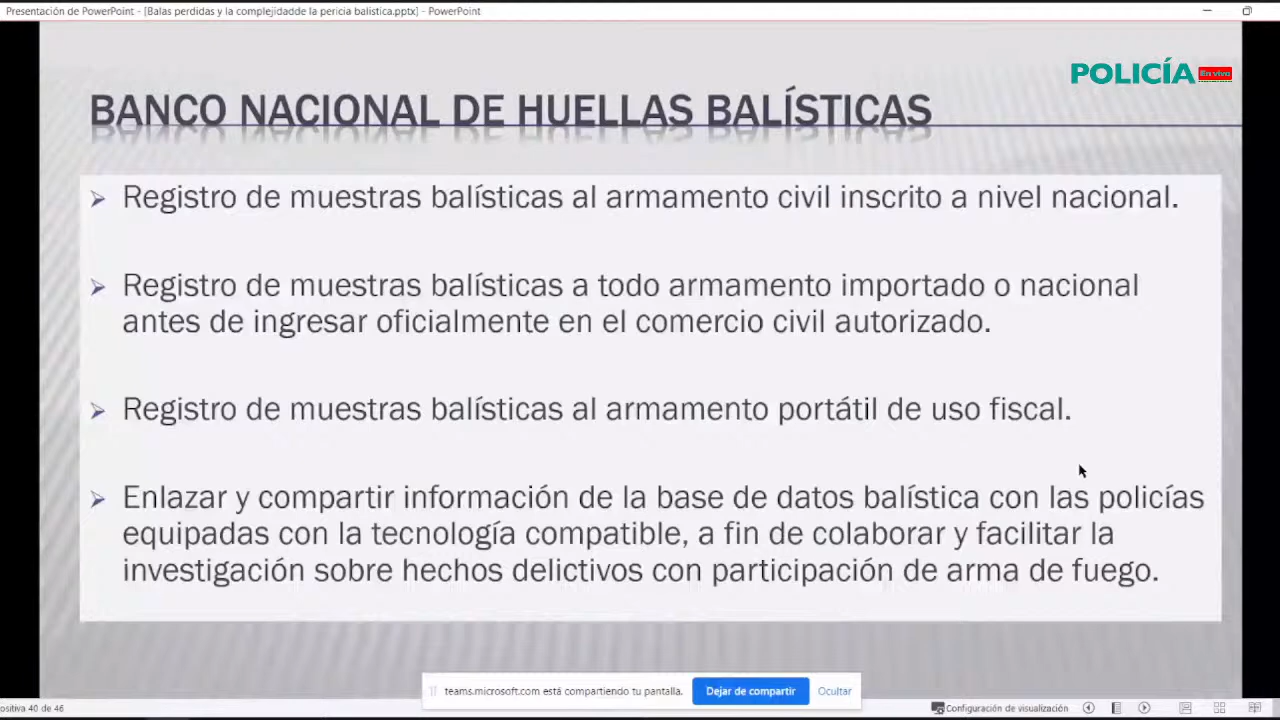 Presentación de PowerPoint - [Balas perdidas y la complejidadde la pericia balistica.pptx] - PowerPoint
POLICÍA En vivo
BANCO NACIONAL DE HUELLAS BALÍSTICAS
Registro de muestras balísticas al armamento civil inscrito a nivel nacional.
Registro de muestras balísticas a todo armamento importado o nacional
antes de ingresar oficialmente en el comercio civil autorizado.
Registro de muestras balísticas al armamento portátil de uso fiscal.
Enlazar y compartir información de la base de datos balística con las policías
equipadas con la tecnología compatible, a fin de colaborar y facilitar la
investigación sobre hechos delictivos con participación de arma de fuego.
teams.microsoft.com está compartiendo tu pantalla. Dejar de compartir Ocultar
ositiva 40 de 46 Configuración de visualización